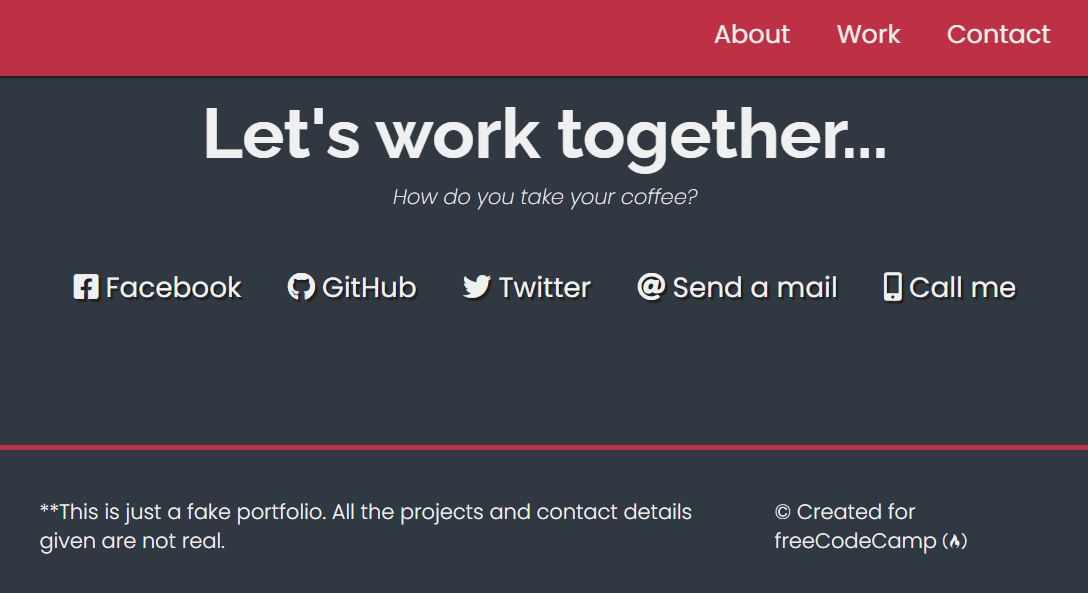 About Work Contact
Let's work together...
How do you take your coffee?
Facebook GitHub Twitter Send a mail Call me
**This is just a fake portfolio. All the projects and contact details
given are not real.
© Created for
freeCodeCamp